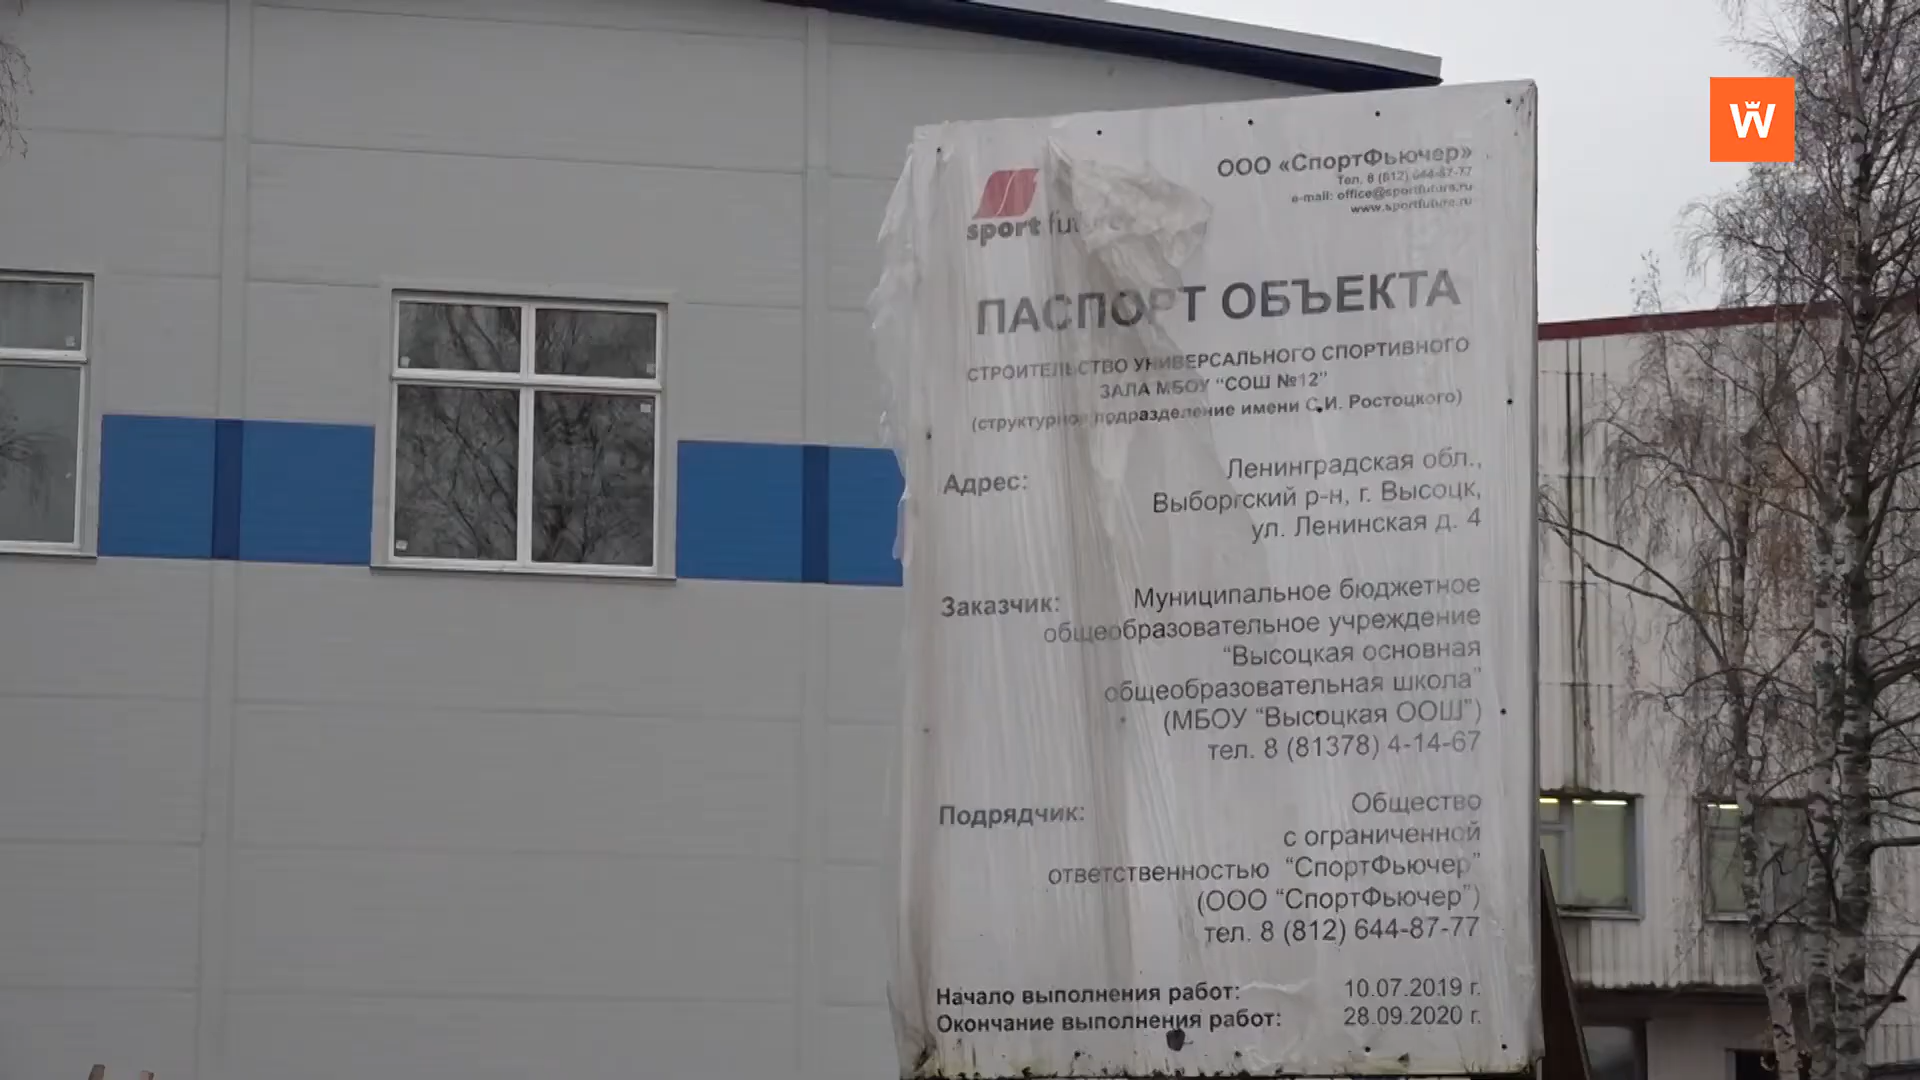 W
ООО «СпортФьючер»
Тел. 8 (812) 644-87-77
e-mail: office@sportfuture.ru
www.sportfuture.ru
sport future
ПАСПОРТ ОБЪЕКТА
СТРОИТЕЛЬСТВО УНИВЕРСАЛЬНОГО СПОРТИВНОГО
ЗАЛА МБОУ “СОШ №12”
(структурное подразделение имени С.И. Ростоцкого)
Адрес: Ленинградская обл.,
Выборгский р-н, г. Высоцк,
ул. Ленинская д. 4
Заказчик: Муниципальное бюджетное
общеобразовательное учреждение
“Высоцкая основная
общеобразовательная школа”
(МБОУ “Высоцкая ООШ”)
тел. 8 (81378) 4-14-67
Подрядчик: Общество
с ограниченной
ответственностью “СпортФьючер”
(ООО “СпортФьючер”)
тел. 8 (812) 644-87-77
Начало выполнения работ: 10.07.2019 г.
Окончание выполнения работ: 28.09.2020 г.